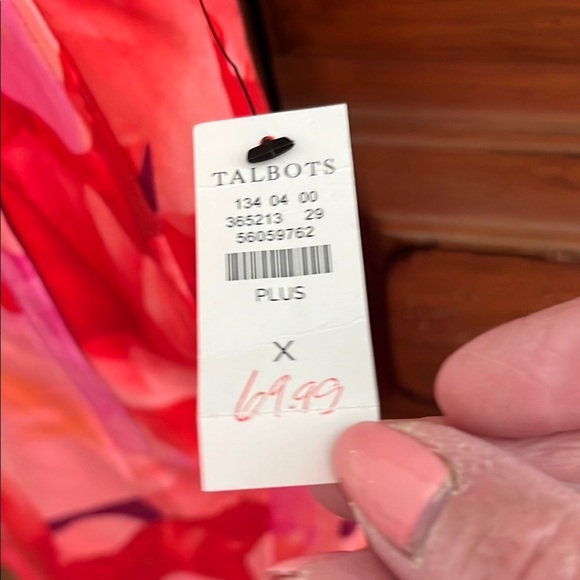 TALBOTS
134 04 00
365213 29
56059762
PLUS
X
69.99